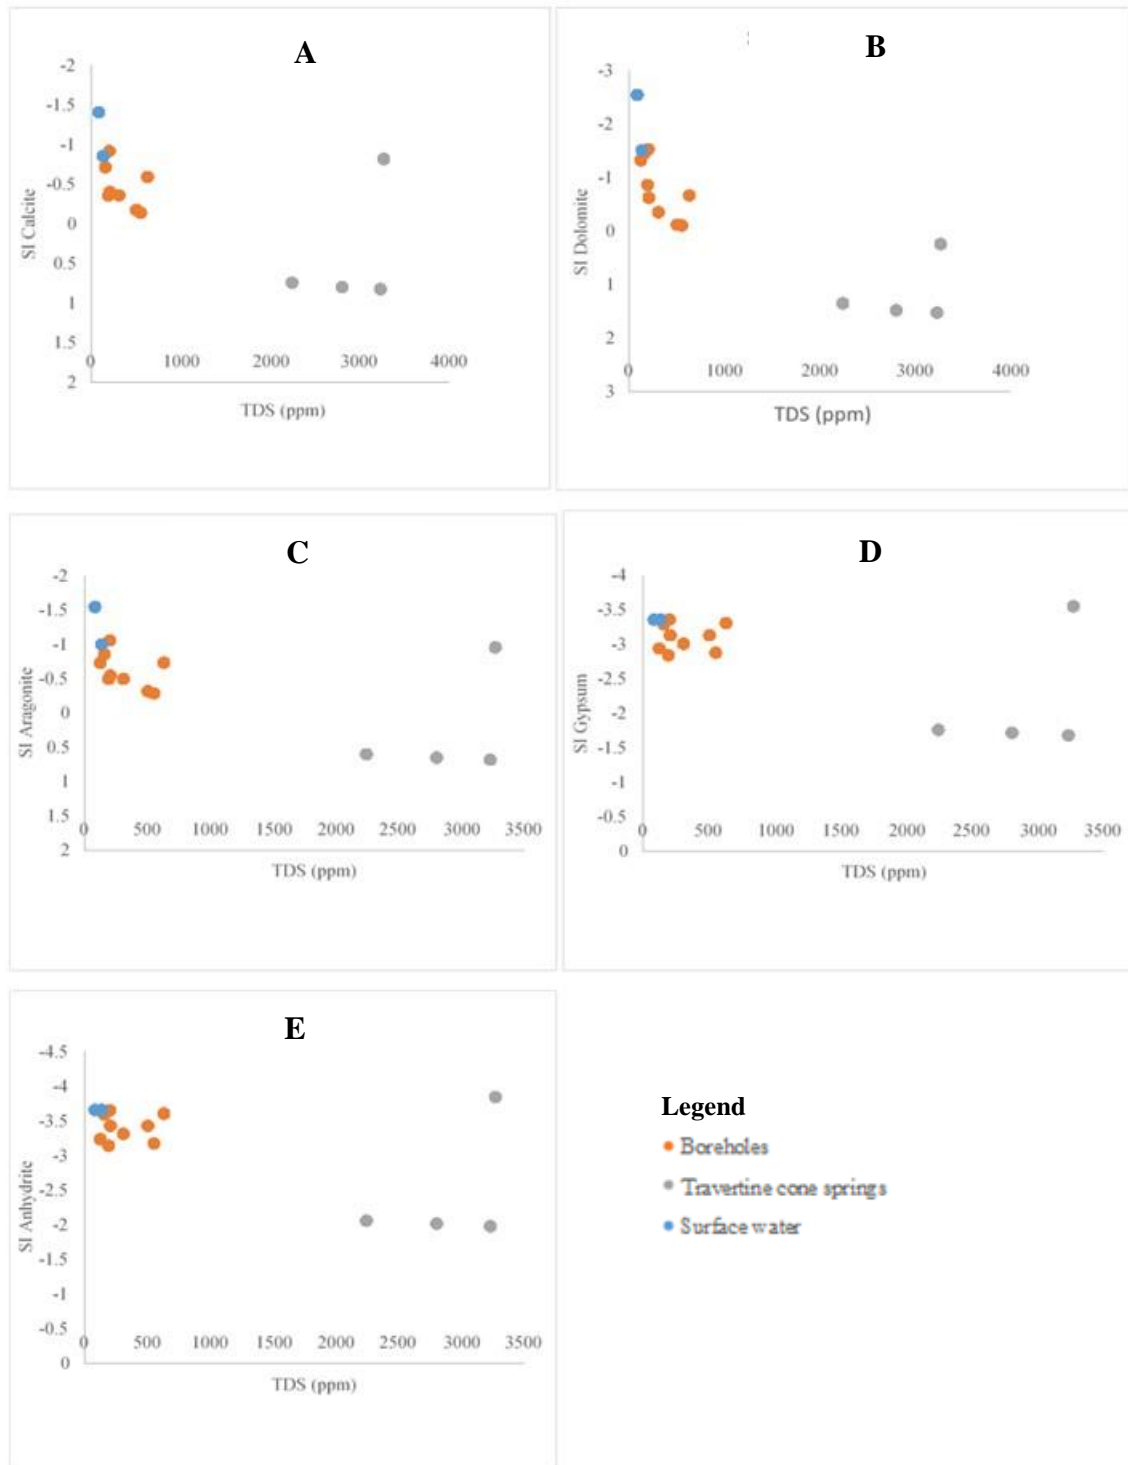 A
-2
-1.5
-1
-0.5
0
0.5
1
1.5
2
SI Calcite
0 1000 2000 3000 4000
TDS (ppm)
B
-3
-2
-1
0
1
2
3
SI Dolomite
0 1000 2000 3000 4000
TDS (ppm)
C
-2
-1.5
-1
-0.5
0
0.5
1
1.5
2
SI Aragonite
0 500 1000 1500 2000 2500 3000 3500
TDS (ppm)
D
-4
-3.5
-3
-2.5
-2
-1.5
-1
-0.5
0
SI Gypsum
0 500 1000 1500 2000 2500 3000 3500
TDS (ppm)
E
-4.5
-4
-3.5
-3
-2.5
-2
-1.5
-1
-0.5
0
SI Anhydrite
0 500 1000 1500 2000 2500 3000 3500
TDS (ppm)
Legend
Boreholes
Travertine cone springs
Surface water